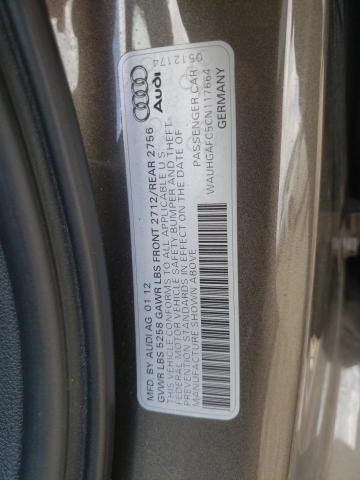 MFD BY AUDI AG 01 12
GVWR LBS 5258 GAWR LBS FRONT 2712/REAR 2756
THIS VEHICLE CONFORMS TO ALL APPLICABLE U S
FEDERAL MOTOR VEHICLE SAFETY BUMPER AND THEFT
PREVENTION STANDARDS IN EFFECT ON THE DATE OF
MANUFACTURE SHOWN ABOVE
PASSENGER CAR
WAUHGAFC5CN117664
GERMANY
Audi
0512174